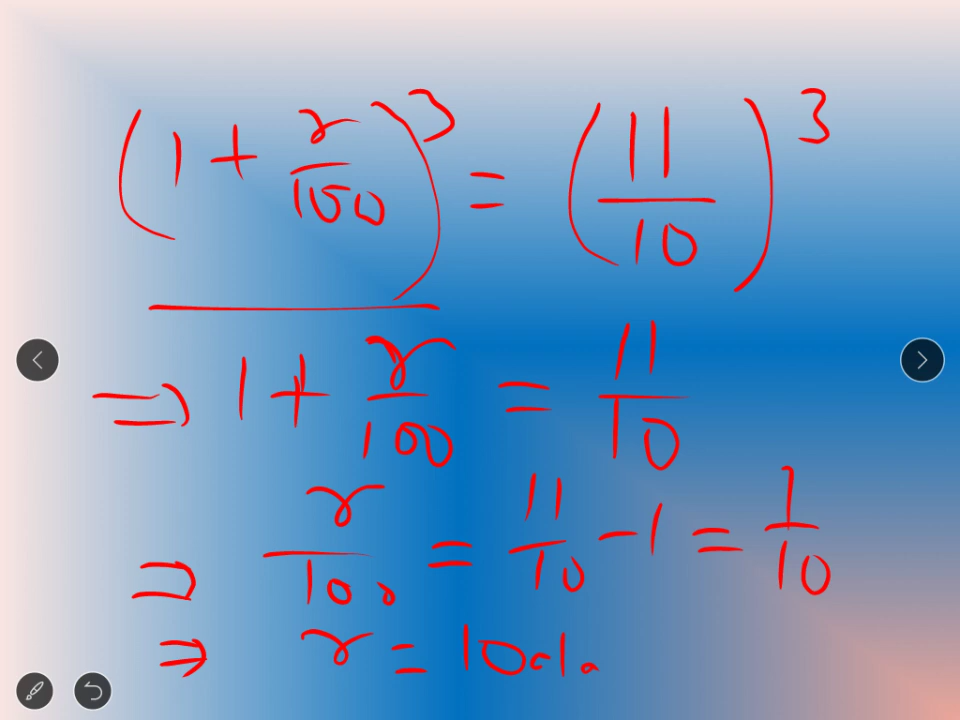 (1 + r/100)^3 = (11/10)^3
⇒ 1 + r/100 = 11/10
⇒ r/100 = 11/10 - 1 = 1/10
⇒ r = 10%